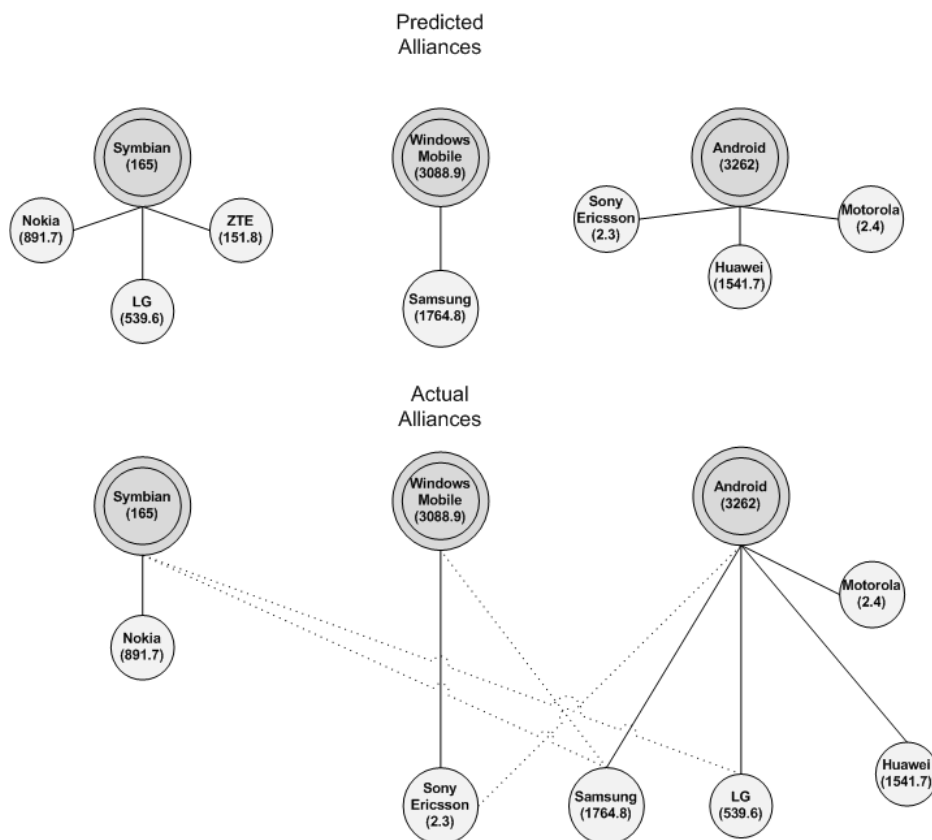 Predicted
Alliances
Symbian
(165)
Windows
Mobile
(3088.9)
Android
(3262)
Nokia
(891.7)
ZTE
(151.8)
LG
(539.6)
Samsung
(1764.8)
Sony
Ericsson
(2.3)
Huawei
(1541.7)
Motorola
(2.4)
Actual
Alliances
Symbian
(165)
Windows
Mobile
(3088.9)
Android
(3262)
Nokia
(891.7)
Motorola
(2.4)
Sony
Ericsson
(2.3)
Samsung
(1764.8)
LG
(539.6)
Huawei
(1541.7)